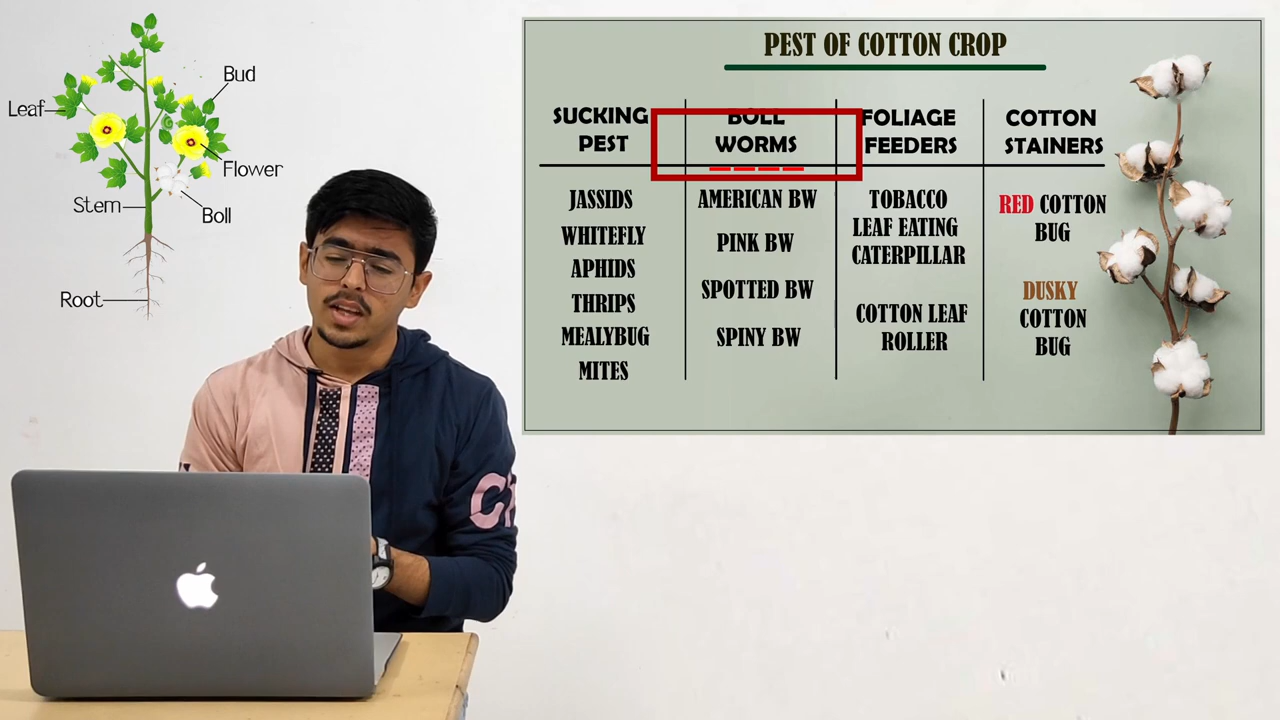 Bud
Leaf
Flower
Stem
Boll
Root
PEST OF COTTON CROP
SUCKING
PEST
JASSIDS
WHITEFLY
APHIDS
THRIPS
MEALYBUG
MITES
BOLL
WORMS
AMERICAN BW
PINK BW
SPOTTED BW
SPINY BW
FOLIAGE
FEEDERS
TOBACCO
LEAF EATING
CATERPILLAR
COTTON LEAF
ROLLER
COTTON
STAINERS
RED COTTON
BUG
DUSKY
COTTON
BUG